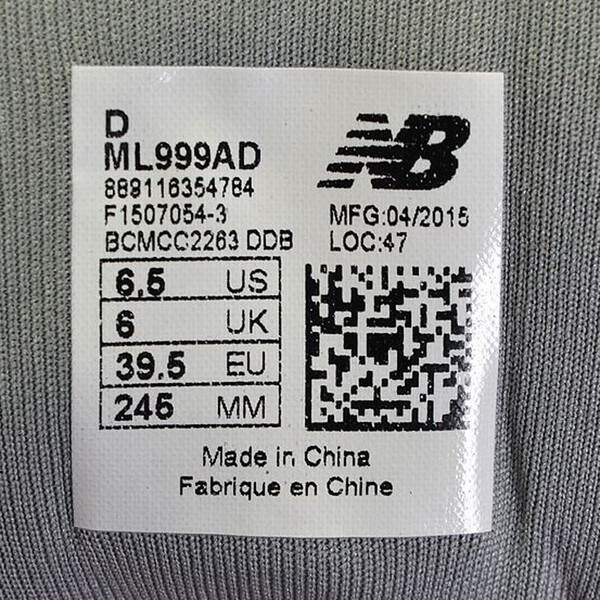 D
ML999AD
889116354784
F1507054-3
BCMCC2263 DDB
NB
MFG:04/2015
LOC:47
6.5 US
6 UK
39.5 EU
245 MM
Made in China
Fabrique en Chine